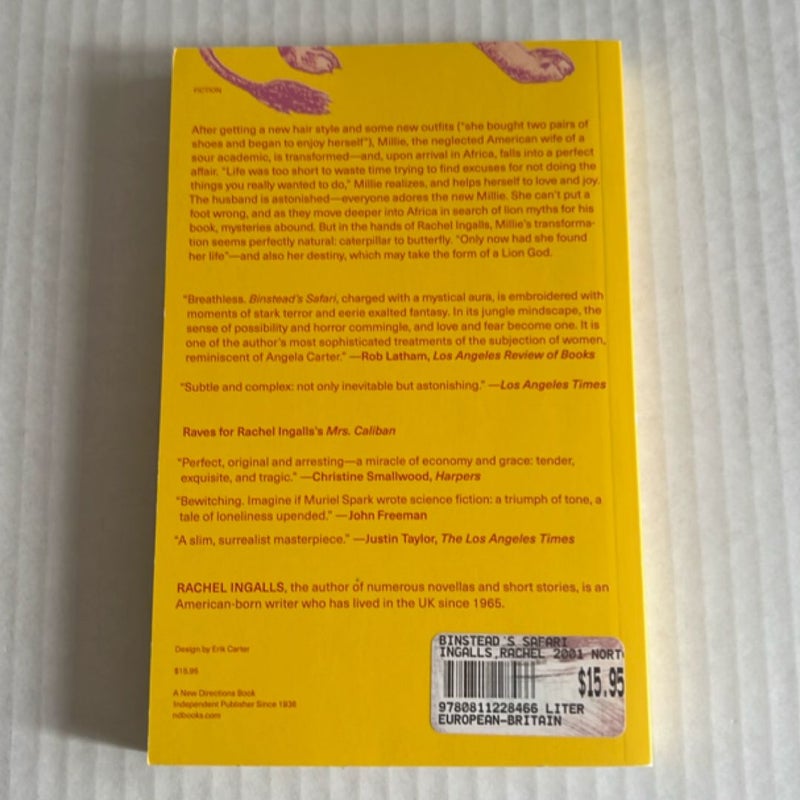 FICTION
After getting a new hair style and some new outfits ("she bought two pairs of
shoes and began to enjoy herself"), Millie, the neglected American wife of a
sour academic, is transformed—and, upon arrival in Africa, falls into a perfect
affair. "Life was too short to waste time trying to find excuses for not doing the
things you really wanted to do," Millie realizes, and helps herself to love and joy.
The husband is astonished—everyone adores the new Millie. She can't put a
foot wrong, and as they move deeper into Africa in search of lion myths for his
book, mysteries abound. But in the hands of Rachel Ingalls, Millie's transforma-
tion seems perfectly natural: caterpillar to butterfly. "Only now had she found
her life"—and also her destiny, which may take the form of a Lion God.
"Breathless. Binstead's Safari, charged with a mystical aura, is embroidered with
moments of stark terror and eerie exalted fantasy. In its jungle mindscape, the
sense of possibility and horror commingle, and love and fear become one. It is
one of the author's most sophisticated treatments of the subjection of women,
reminiscent of Angela Carter." —Rob Latham, Los Angeles Review of Books
"Subtle and complex: not only inevitable but astonishing." —Los Angeles Times
Raves for Rachel Ingalls's Mrs. Caliban
"Perfect, original and arresting—a miracle of economy and grace: tender,
exquisite, and tragic." —Christine Smallwood, Harpers
"Bewitching. Imagine if Muriel Spark wrote science fiction: a triumph of tone, a
tale of loneliness upended." —John Freeman
"A slim, surrealist masterpiece." —Justin Taylor, The Los Angeles Times
RACHEL INGALLS, the author of numerous novellas and short stories, is an
American-born writer who has lived in the UK since 1965.
Design by Erik Carter
$15.95
A New Directions Book
Independent Publisher Since 1936
ndbooks.com
BINSTEAD'S SAFARI
INGALLS,RACHEL 2001 NORT
$15.95
9780811228466 LITER
EUROPEAN-BRITAIN